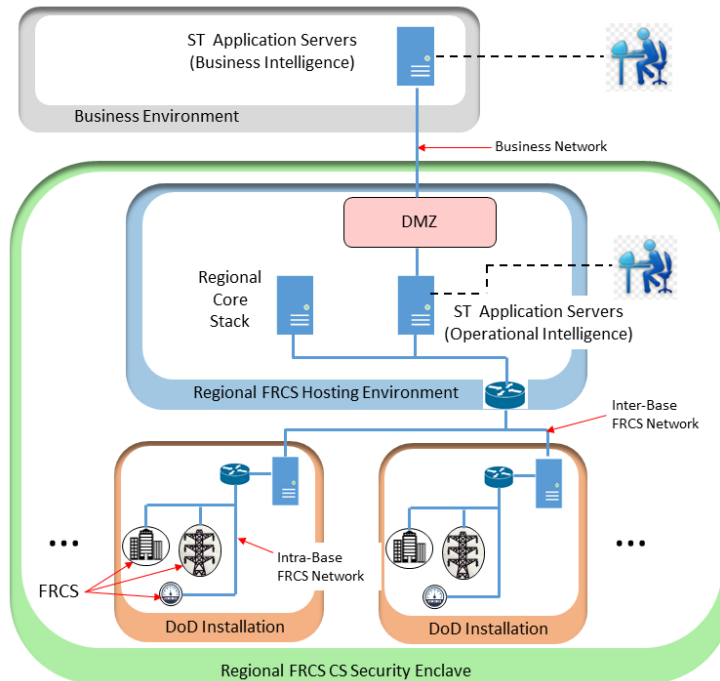 ST Application Servers
(Business Intelligence)
Business Environment
Business Network
DMZ
Regional
Core
Stack
ST Application Servers
(Operational Intelligence)
Regional FRCS Hosting Environment
Inter-Base
FRCS Network
...
Intra-Base
FRCS Network
...
FRCS
DoD Installation
DoD Installation
Regional FRCS CS Security Enclave